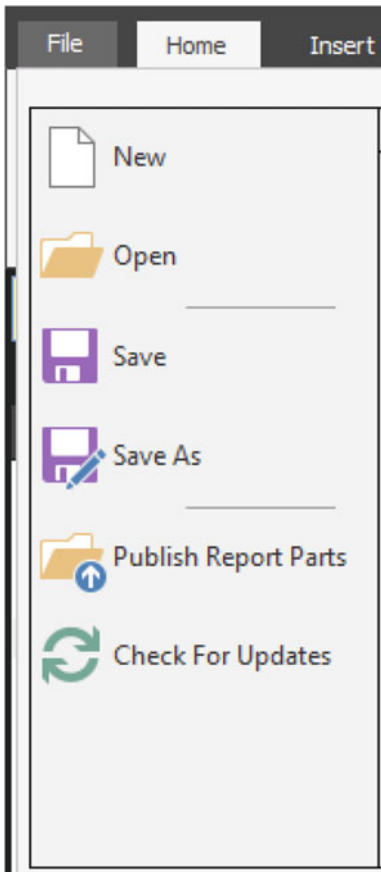 File Home Insert
New
Open
Save
Save As
Publish Report Parts
Check For Updates